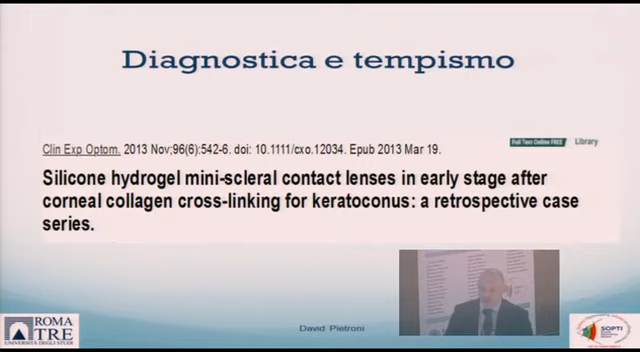 Diagnostica e tempismo
Full Text Online FREE Library
Clin Exp Optom. 2013 Nov;96(6):542-6. doi: 10.1111/cxo.12034. Epub 2013 Mar 19.
Silicone hydrogel mini-scleral contact lenses in early stage after
corneal collagen cross-linking for keratoconus: a retrospective case
series.
David Pietroni
ROMA
TRE
UNIVERSITÀ DEGLI STUDI
SOPTI